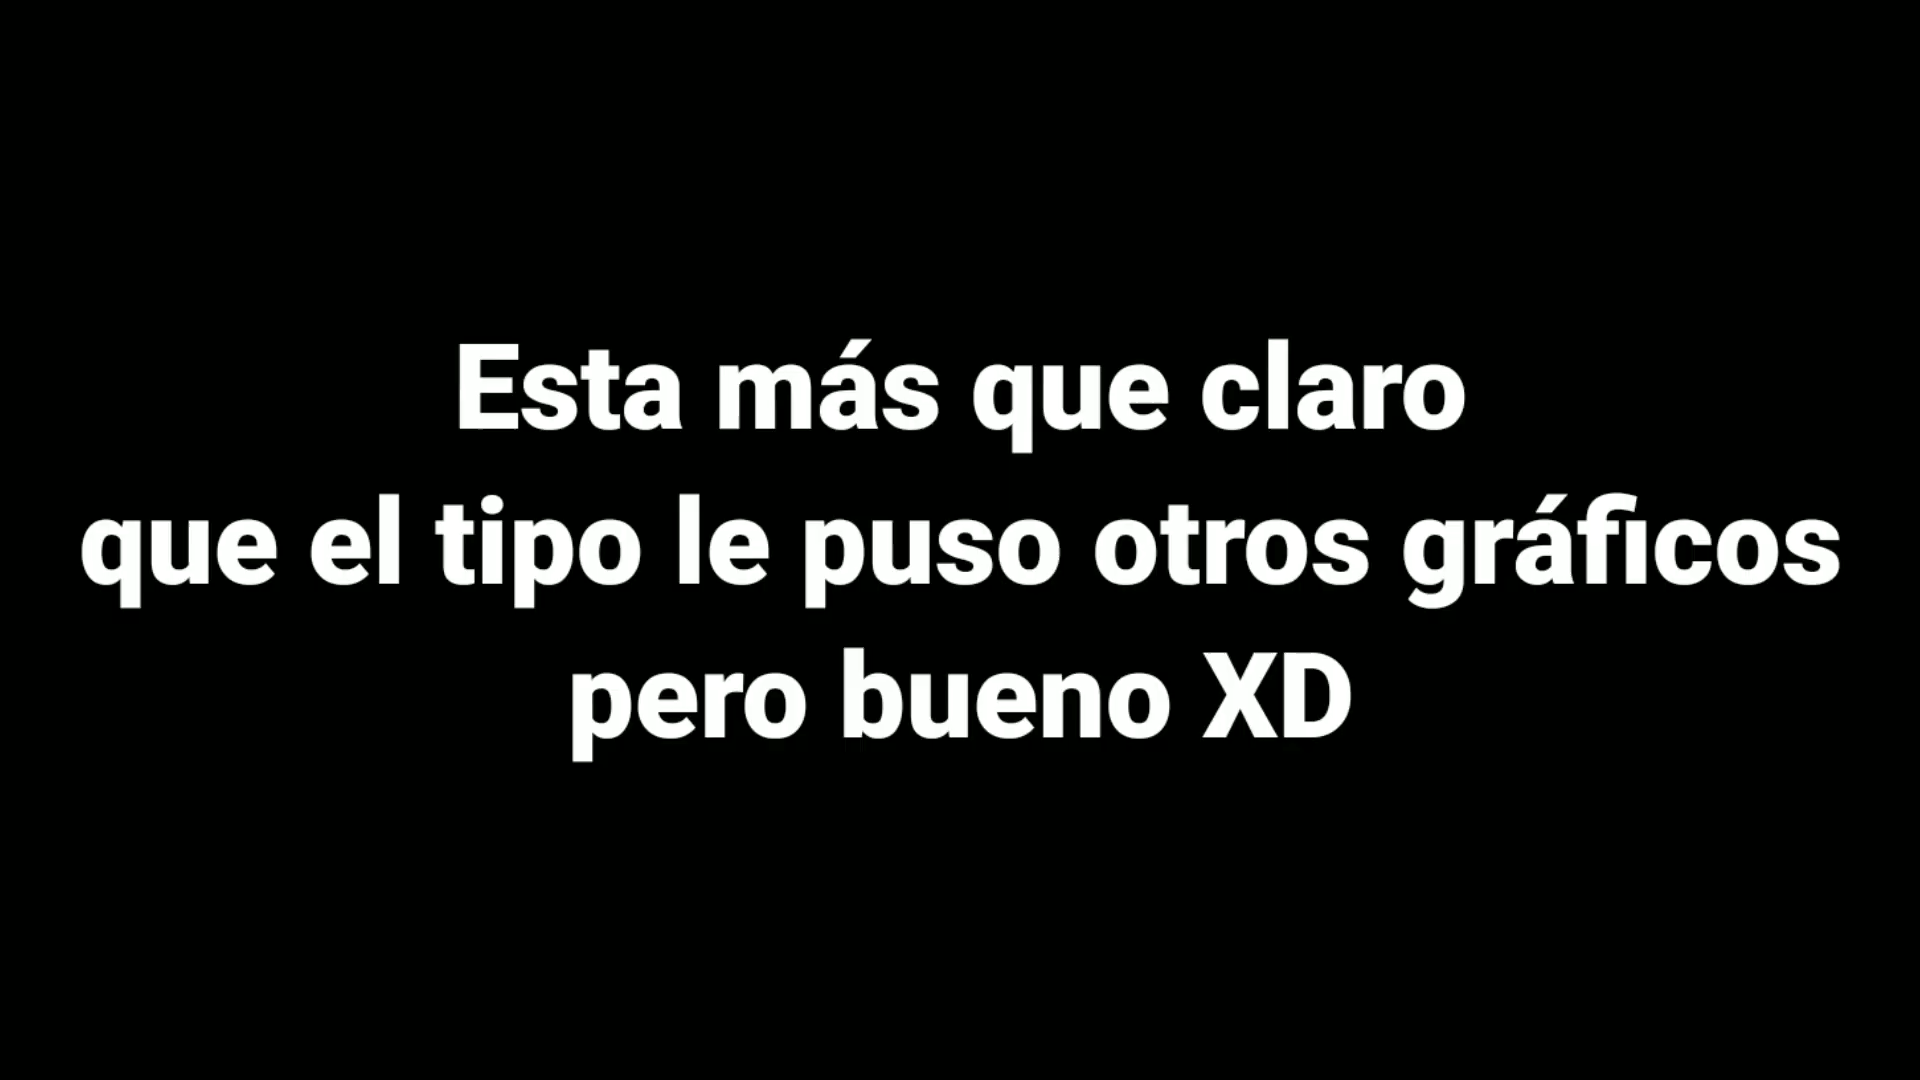 Esta más que claro
que el tipo le puso otros gráficos
pero bueno XD